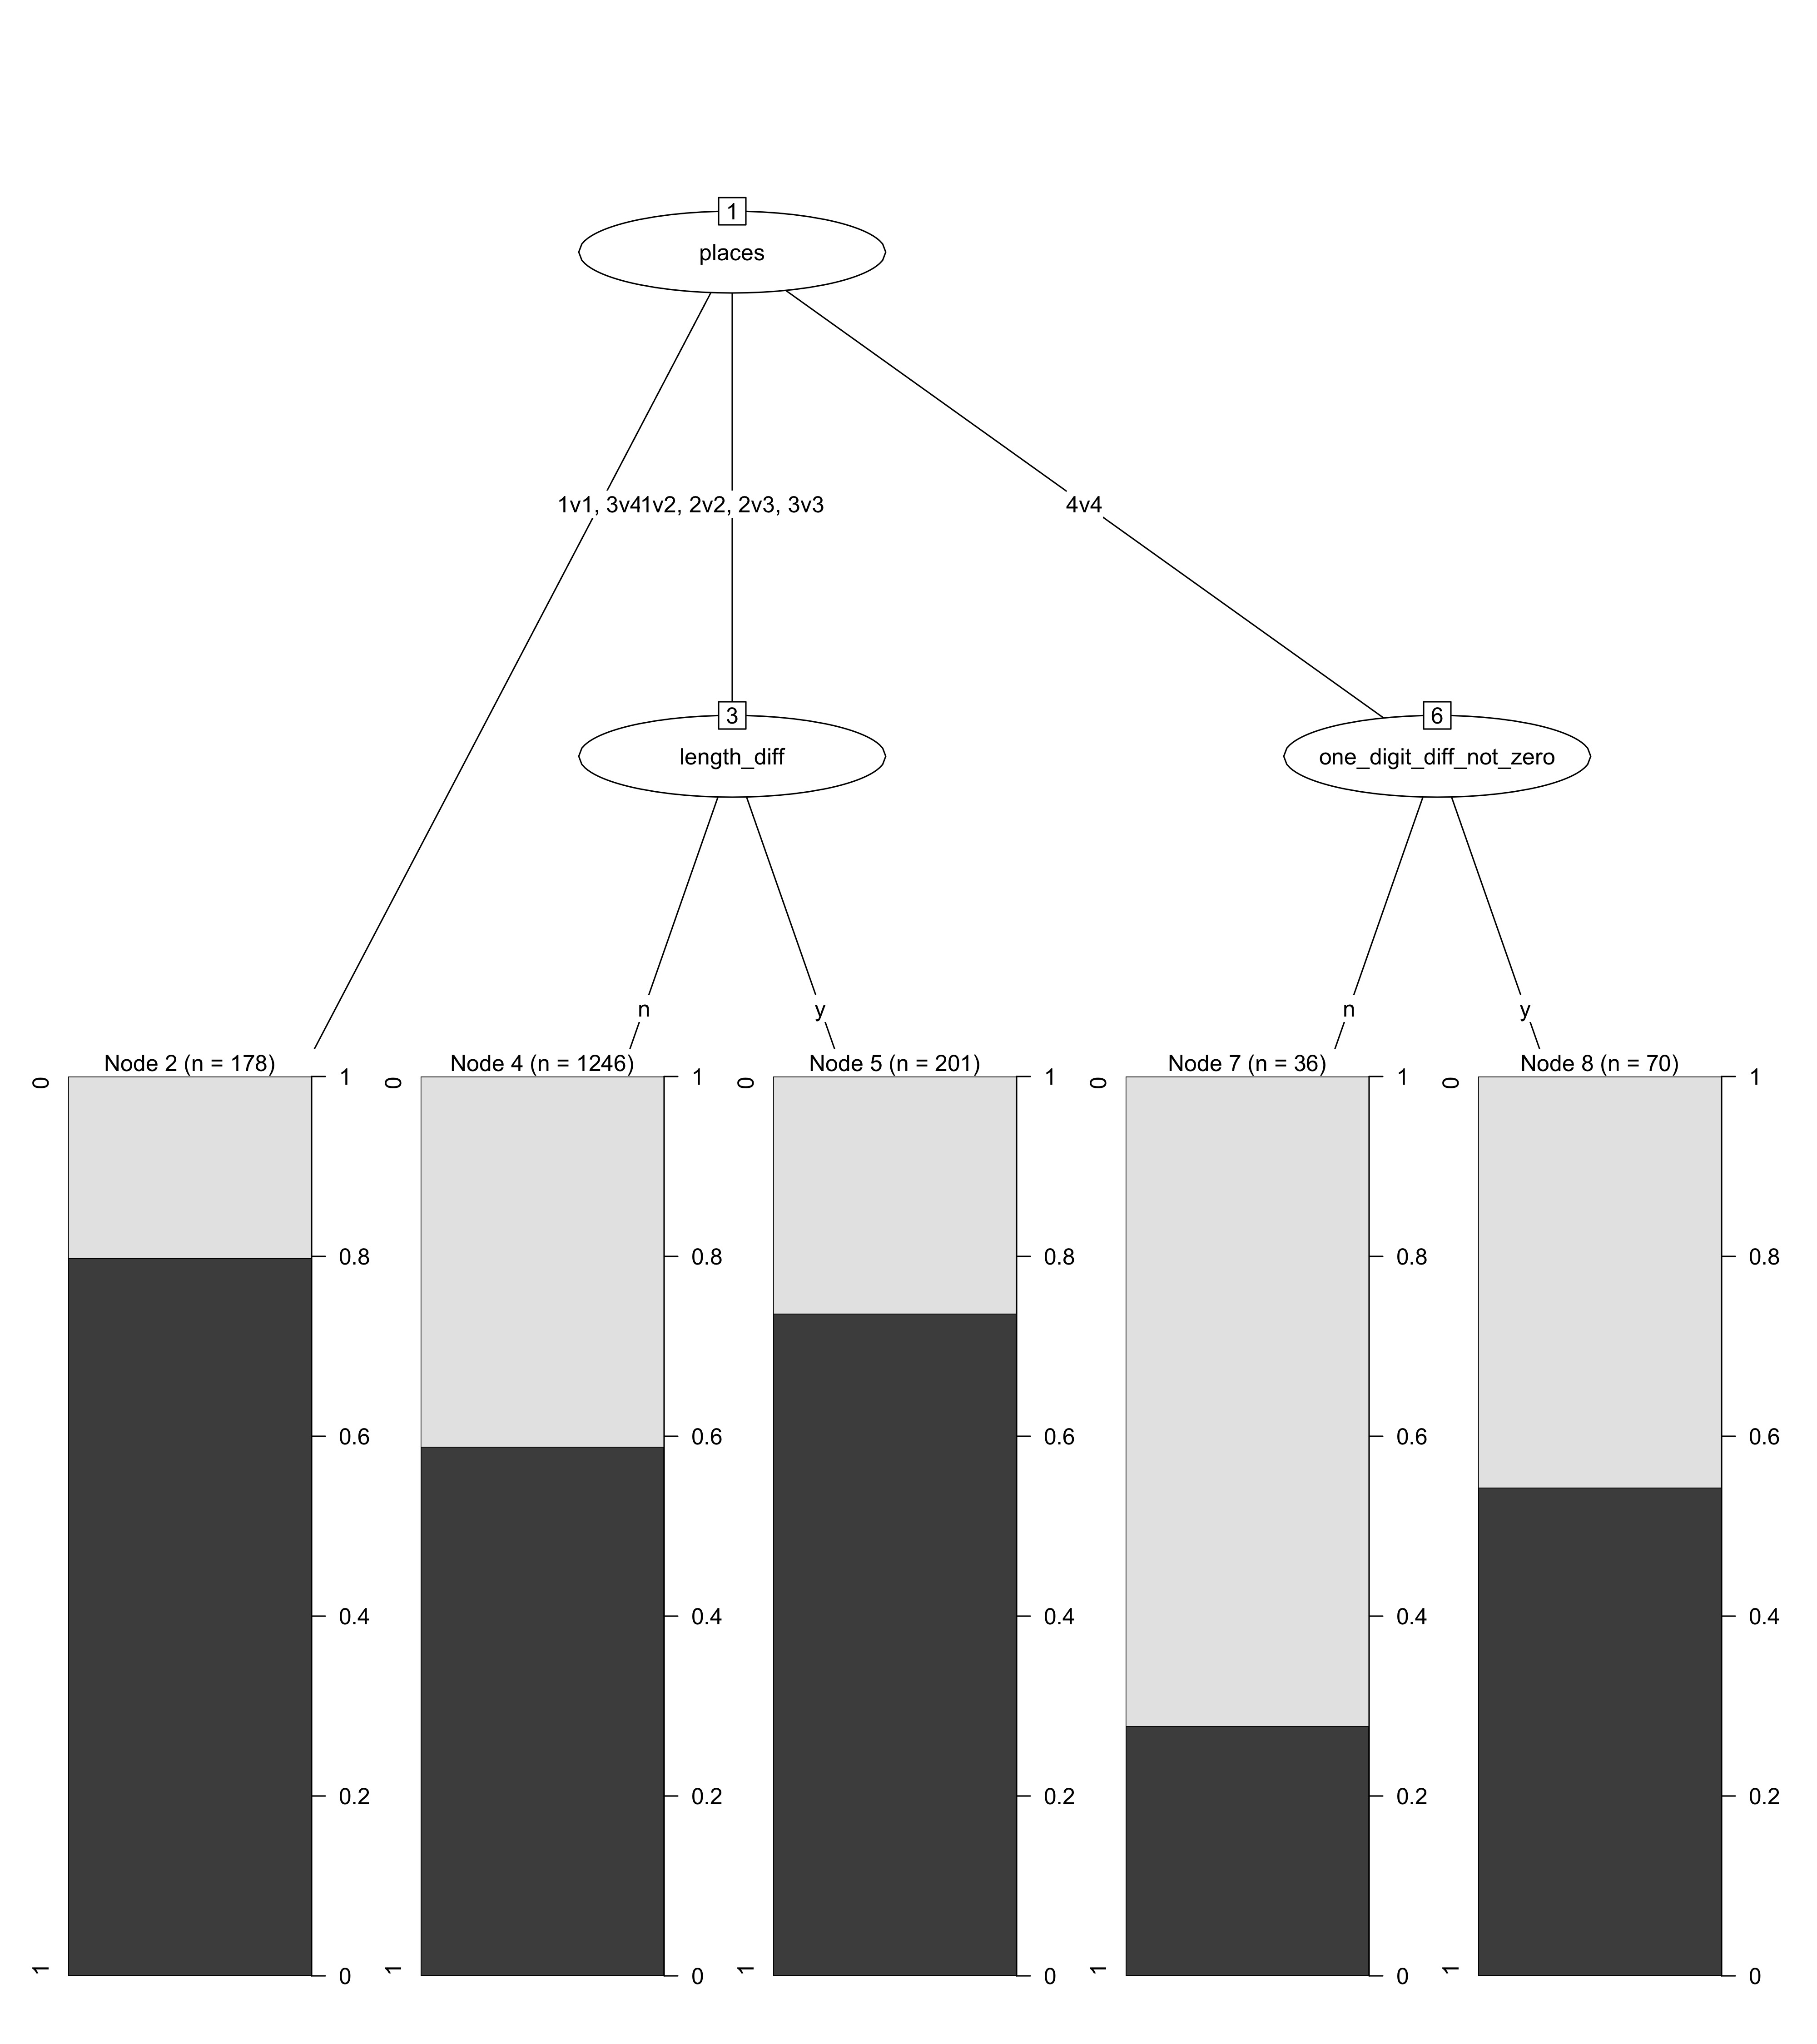 1
places
1v1, 3v4 1v2, 2v2, 2v3, 3v3 4v4
3 6
length_diff one_digit_diff_not_zero
n y n y
Node 2 (n = 178) Node 4 (n = 1246) Node 5 (n = 201) Node 7 (n = 36) Node 8 (n = 70)
0 1 0 1 0 1 0 1 0 1
0.8 0.8 0.8 0.8 0.8
0.6 0.6 0.6 0.6 0.6
0.4 0.4 0.4 0.4 0.4
0.2 0.2 0.2 0.2 0.2
1 0 1 0 1 0 1 0 1 0